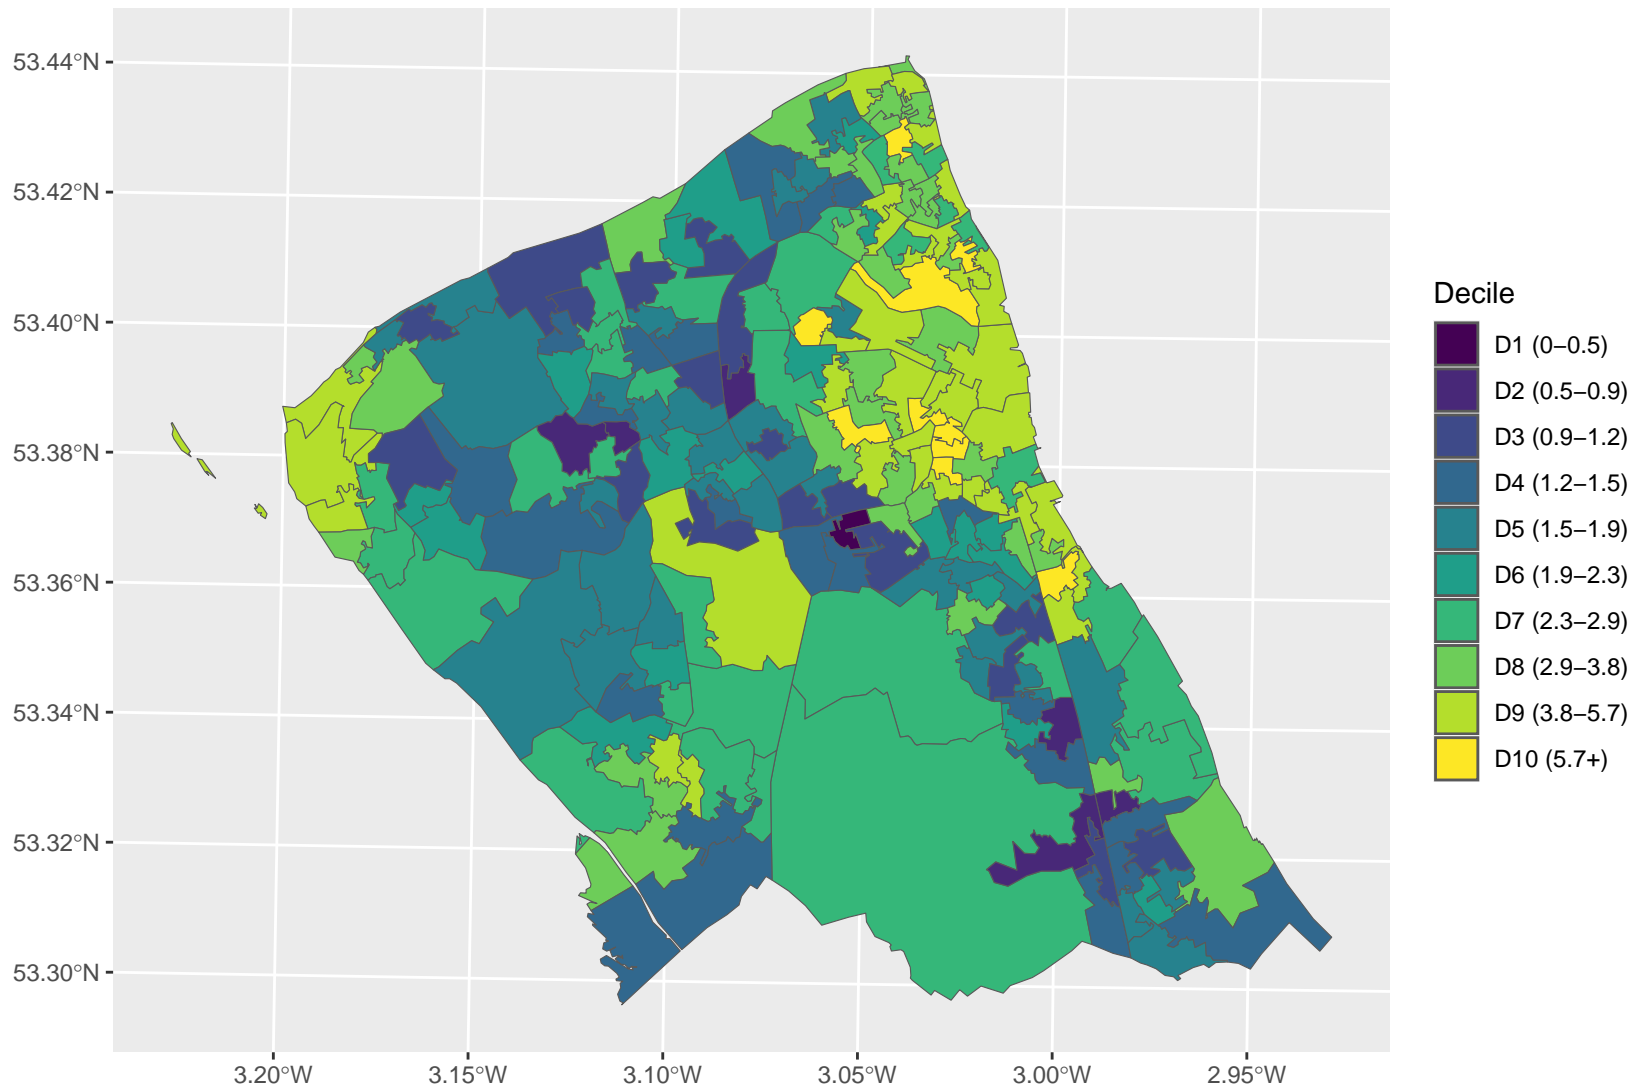 53.44°N
53.42°N
53.40°N
53.38°N
53.36°N
53.34°N
53.32°N
53.30°N
3.20°W 3.15°W 3.10°W 3.05°W 3.00°W 2.95°W
Decile
D1 (0–0.5)
D2 (0.5–0.9)
D3 (0.9–1.2)
D4 (1.2–1.5)
D5 (1.5–1.9)
D6 (1.9–2.3)
D7 (2.3–2.9)
D8 (2.9–3.8)
D9 (3.8–5.7)
D10 (5.7+)